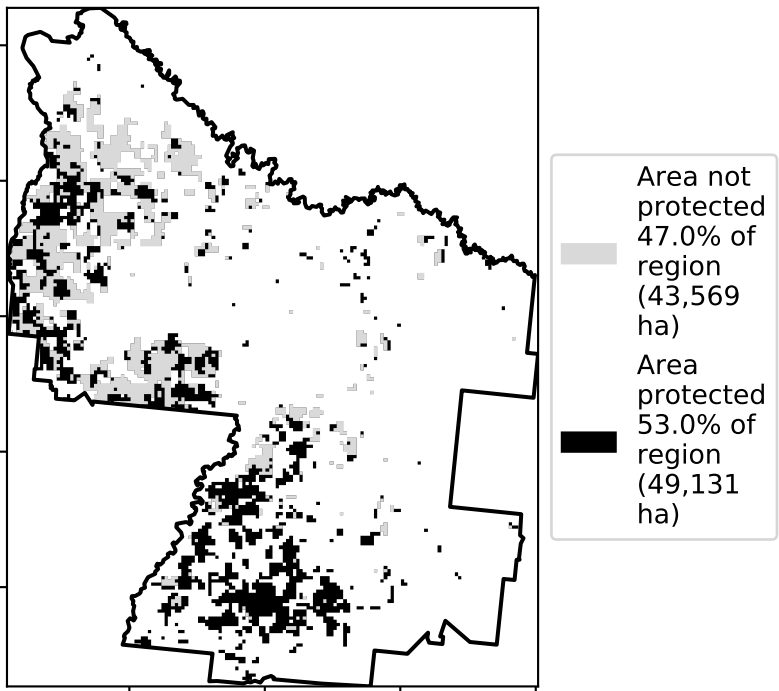 Area not
protected
47.0% of
region
(43,569
ha)
Area
protected
53.0% of
region
(49,131
ha)